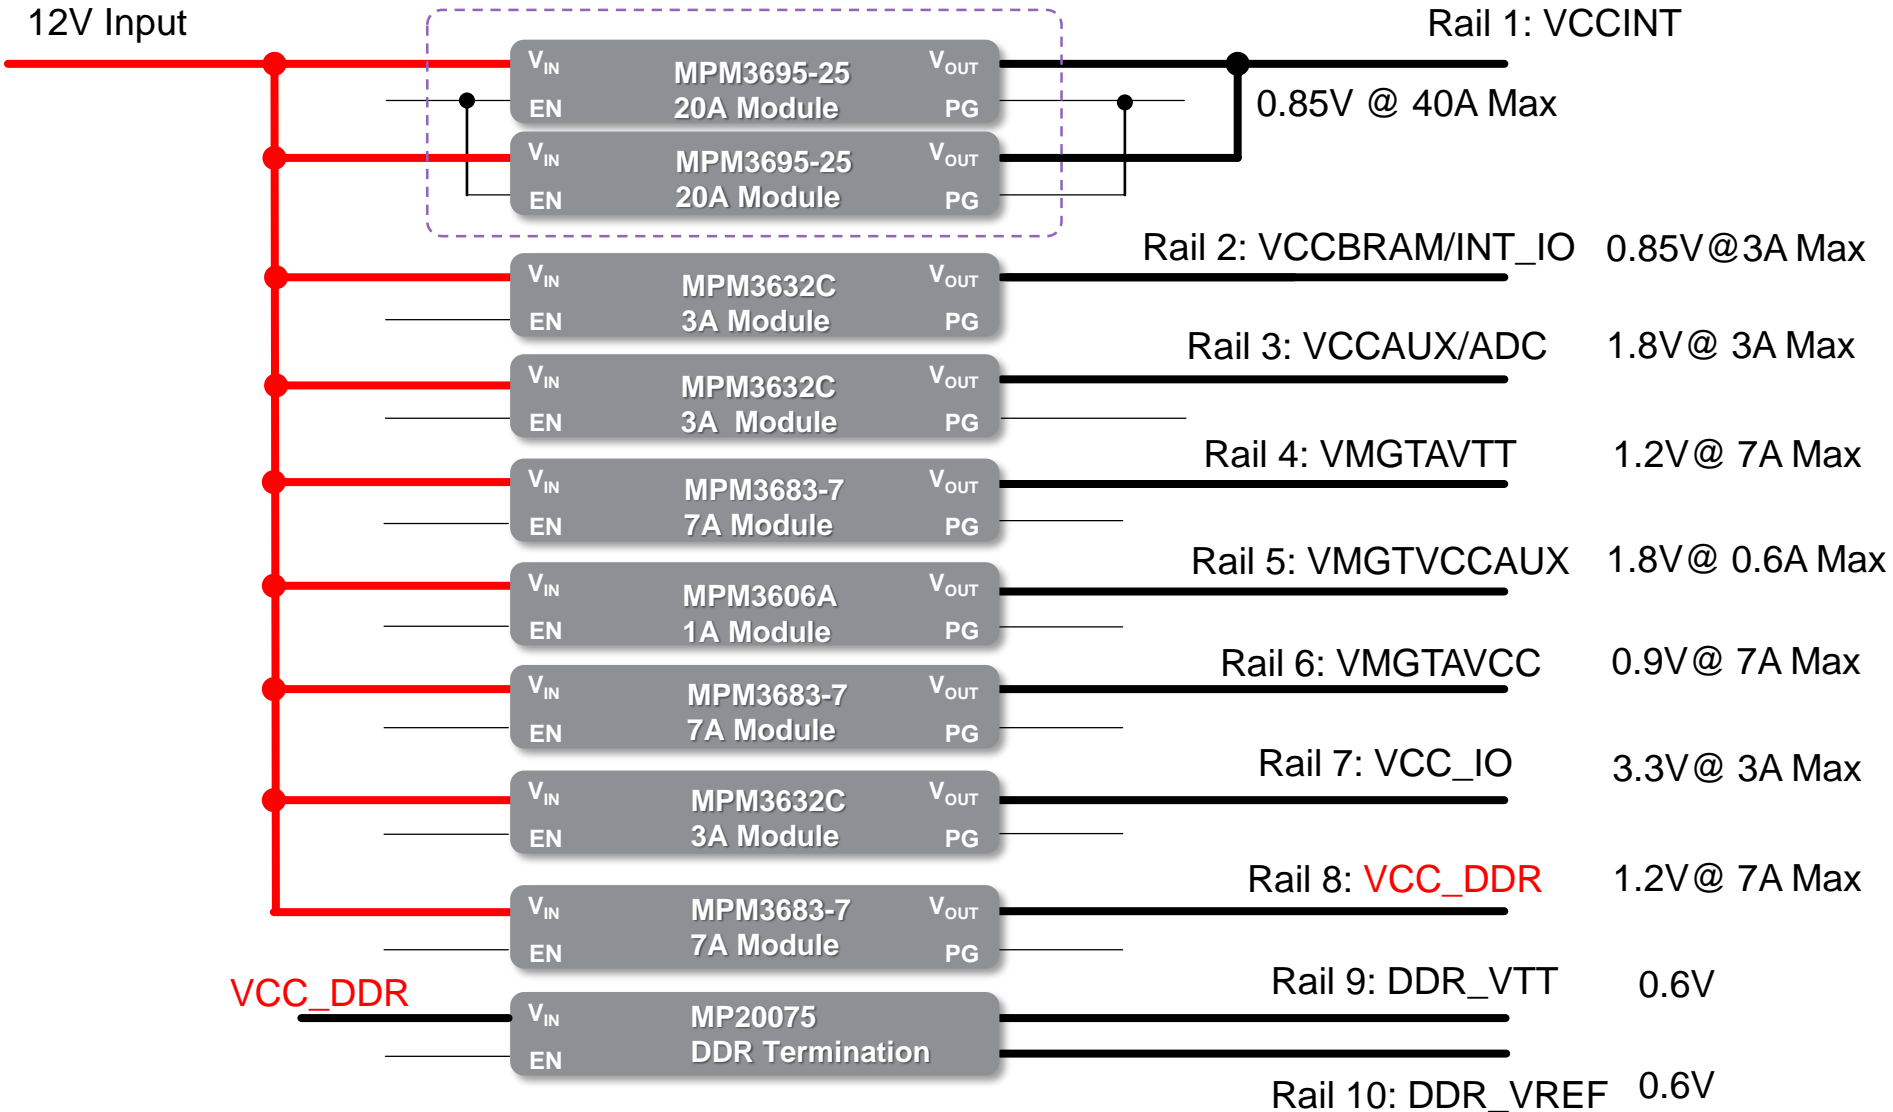 12V Input
Rail 1: VCCINT
VIN
MPM3695-25
VOUT
EN
20A Module
PG
0.85V @ 40A Max
VIN
MPM3695-25
VOUT
EN
20A Module
PG
Rail 2: VCCBRAM/INT_IO 0.85V@3A Max
VIN
MPM3632C
VOUT
EN
3A Module
PG
Rail 3: VCCAUX/ADC 1.8V@ 3A Max
VIN
MPM3632C
VOUT
EN
3A Module
PG
Rail 4: VMGTAVTT 1.2V@ 7A Max
VIN
MPM3683-7
VOUT
EN
7A Module
PG
Rail 5: VMGTVCCAUX 1.8V@ 0.6A Max
VIN
MPM3606A
VOUT
EN
1A Module
PG
Rail 6: VMGTAVCC 0.9V@ 7A Max
VIN
MPM3683-7
VOUT
EN
7A Module
PG
Rail 7: VCC_IO 3.3V@ 3A Max
VIN
MPM3632C
VOUT
EN
3A Module
PG
Rail 8: VCC_DDR 1.2V@ 7A Max
VIN
MPM3683-7
VOUT
EN
7A Module
PG
VCC_DDR
Rail 9: DDR_VTT 0.6V
VIN
MP20075
EN
DDR Termination
Rail 10: DDR_VREF 0.6V